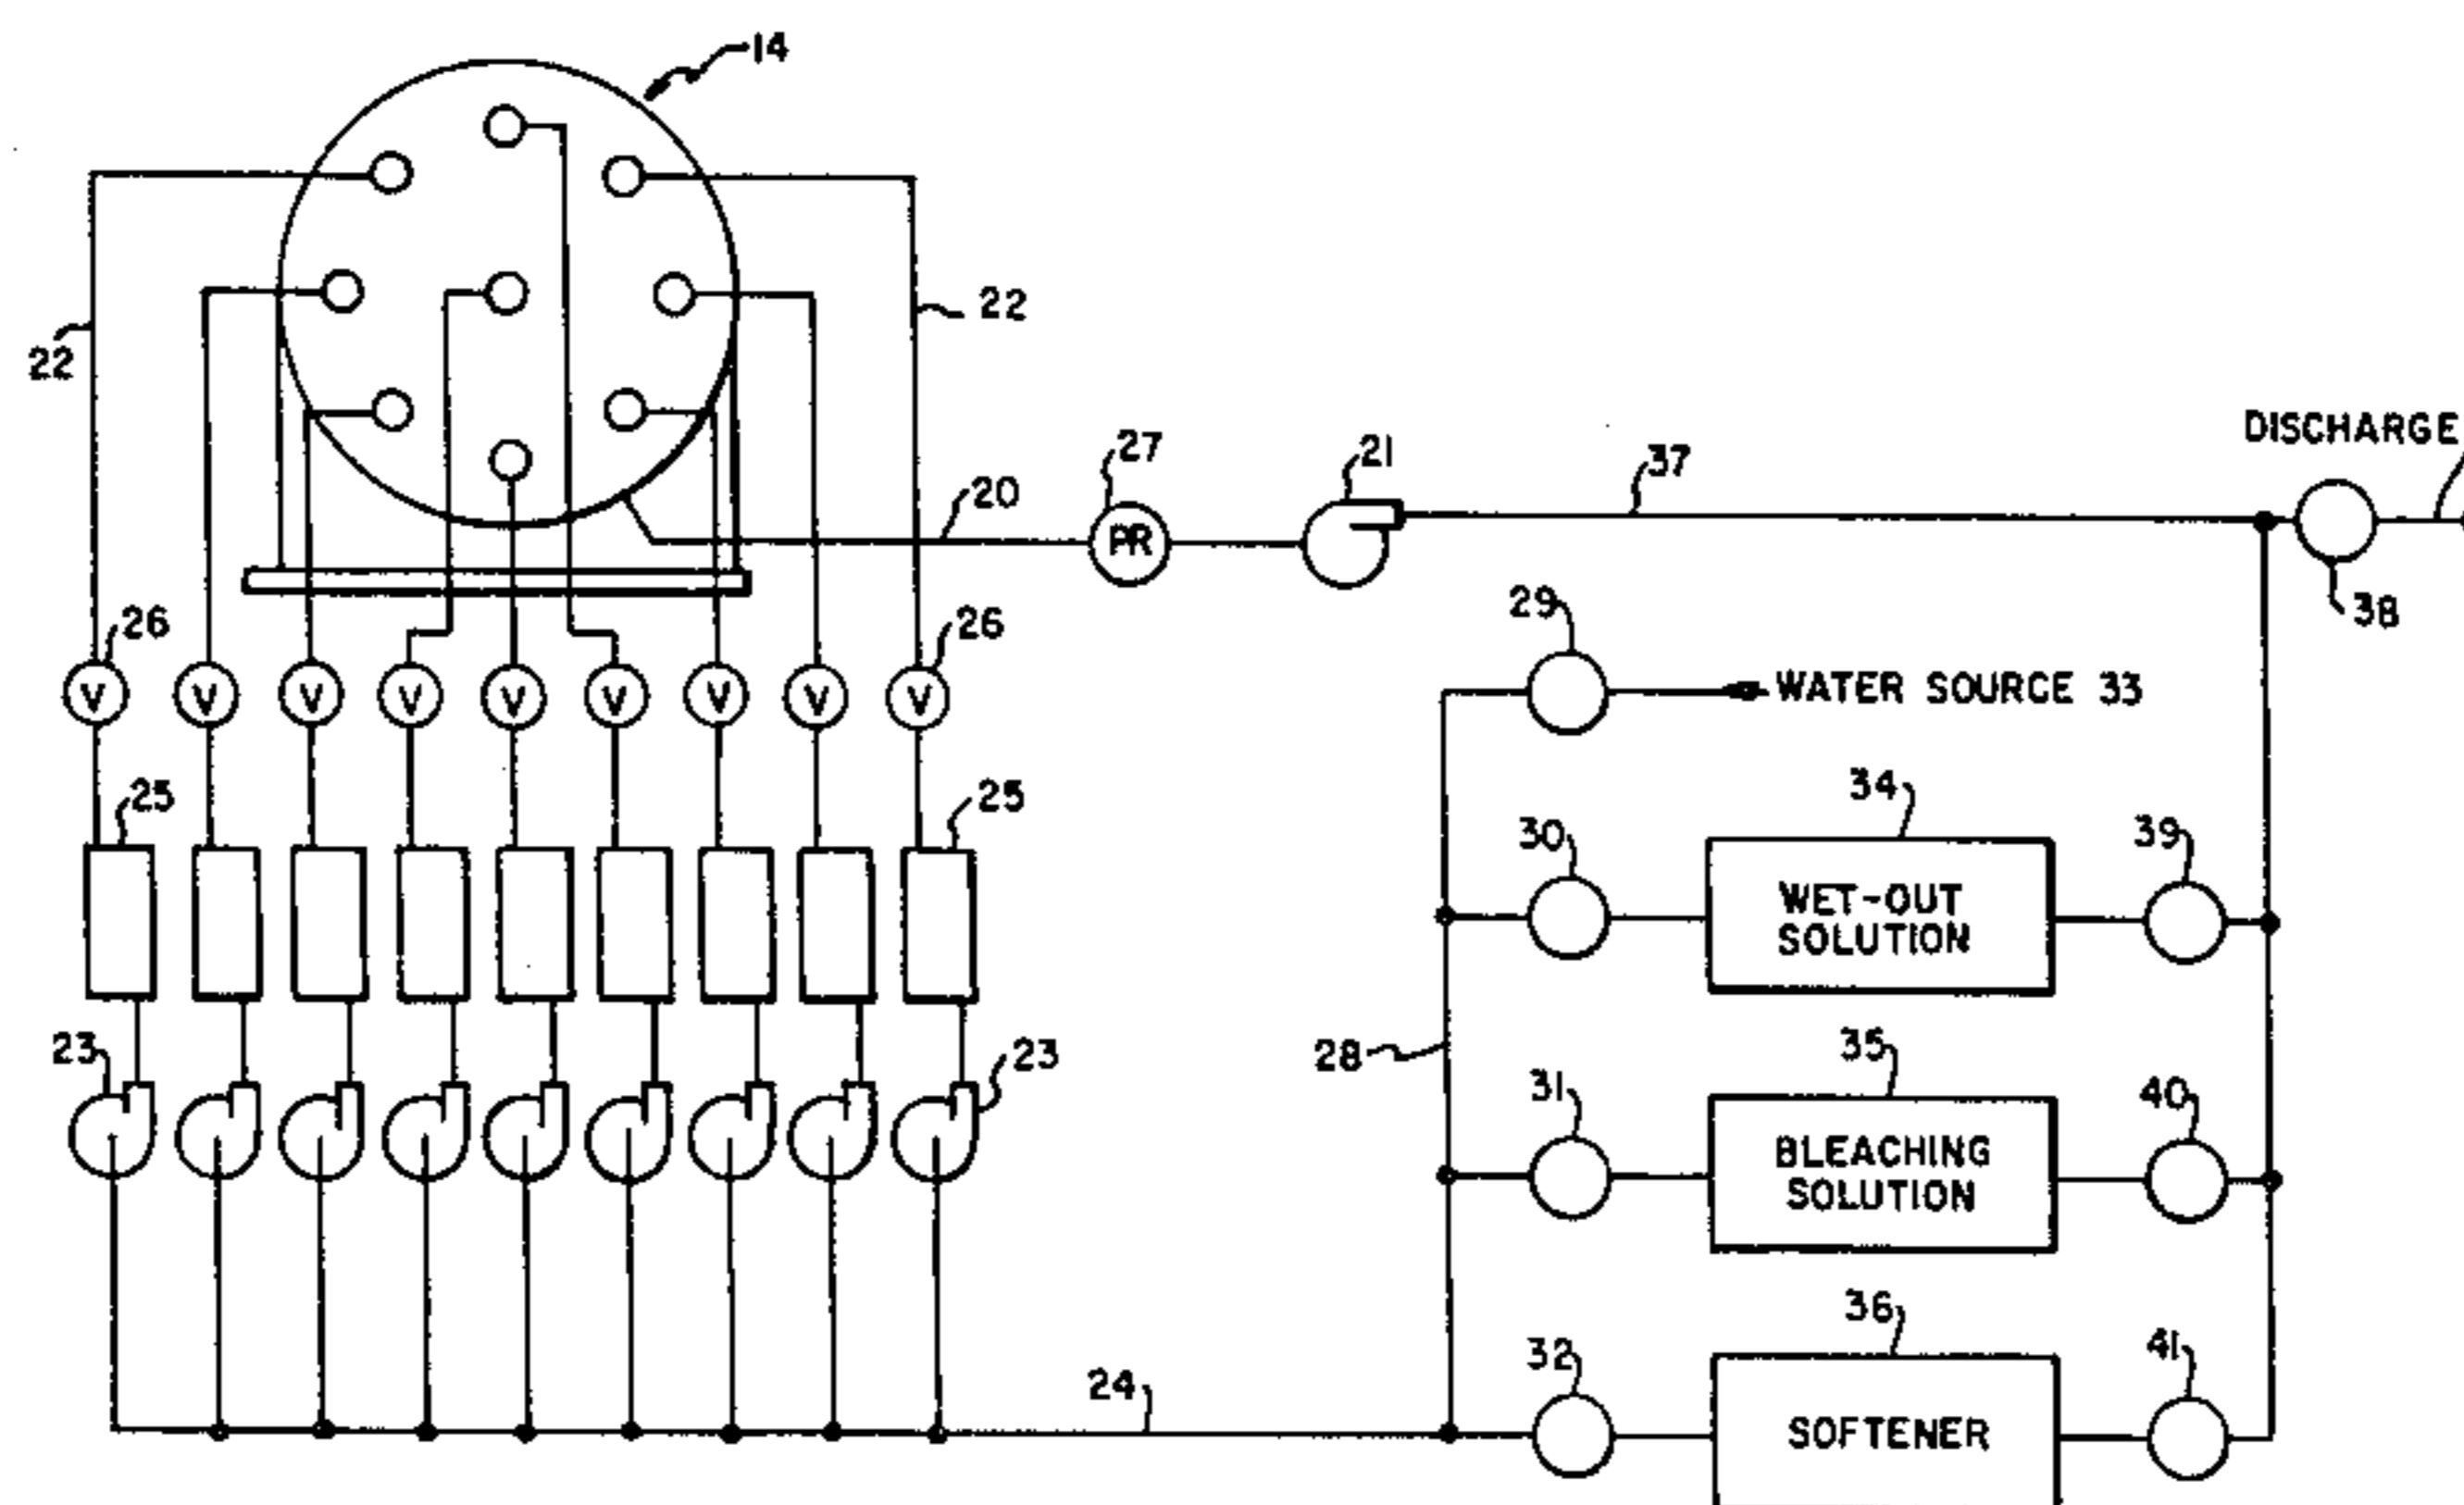 14
22
22
20
27
PR
21
37
DISCHARGE
38
26
26
V V V V V V V V V
29
WATER SOURCE 33
25
25
34
30
39
WET-OUT
SOLUTION
23
23
28
35
31
40
BLEACHING
SOLUTION
36
32
41
24
SOFTENER